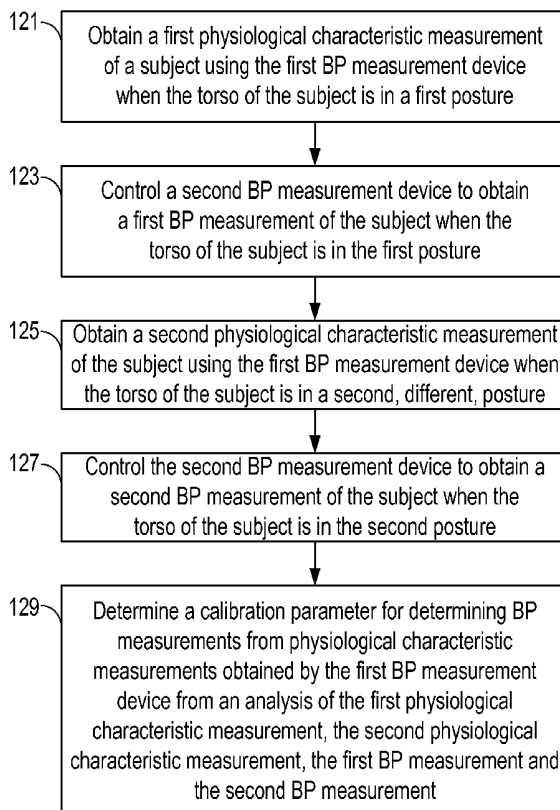 121
Obtain a first physiological characteristic measurement
of a subject using the first BP measurement device
when the torso of the subject is in a first posture
123
Control a second BP measurement device to obtain
a first BP measurement of the subject when the
torso of the subject is in the first posture
125
Obtain a second physiological characteristic measurement
of the subject using the first BP measurement device when
the torso of the subject is in a second, different, posture
127
Control the second BP measurement device to obtain a
second BP measurement of the subject when the
torso of the subject is in the second posture
129
Determine a calibration parameter for determining BP
measurements from physiological characteristic
measurements obtained by the first BP measurement
device from an analysis of the first physiological
characteristic measurement, the second physiological
characteristic measurement, the first BP measurement and
the second BP measurement